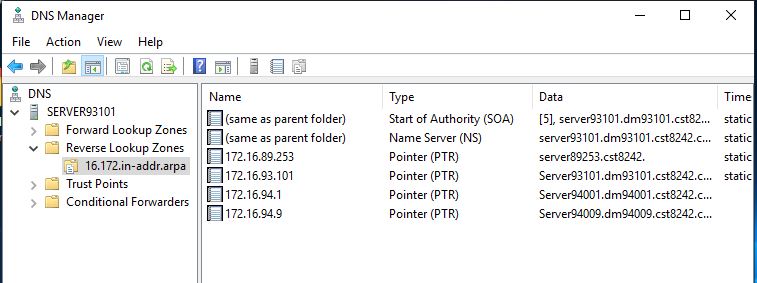 DNS Manager
File Action View Help
DNS
SERVER93101
Forward Lookup Zones
Reverse Lookup Zones
16.172.in-addr.arpa
Trust Points
Conditional Forwarders
Name Type Data Time
(same as parent folder) Start of Authority (SOA) [5], server93101.dm93101.cst82... static
(same as parent folder) Name Server (NS) server93101.dm93101.cst8242.c... static
172.16.89.253 Pointer (PTR) server89253.cst8242. static
172.16.93.101 Pointer (PTR) Server93101.dm93101.cst8242.c... static
172.16.94.1 Pointer (PTR) Server94001.dm94001.cst8242.c...
172.16.94.9 Pointer (PTR) Server94009.dm94009.cst8242.c...